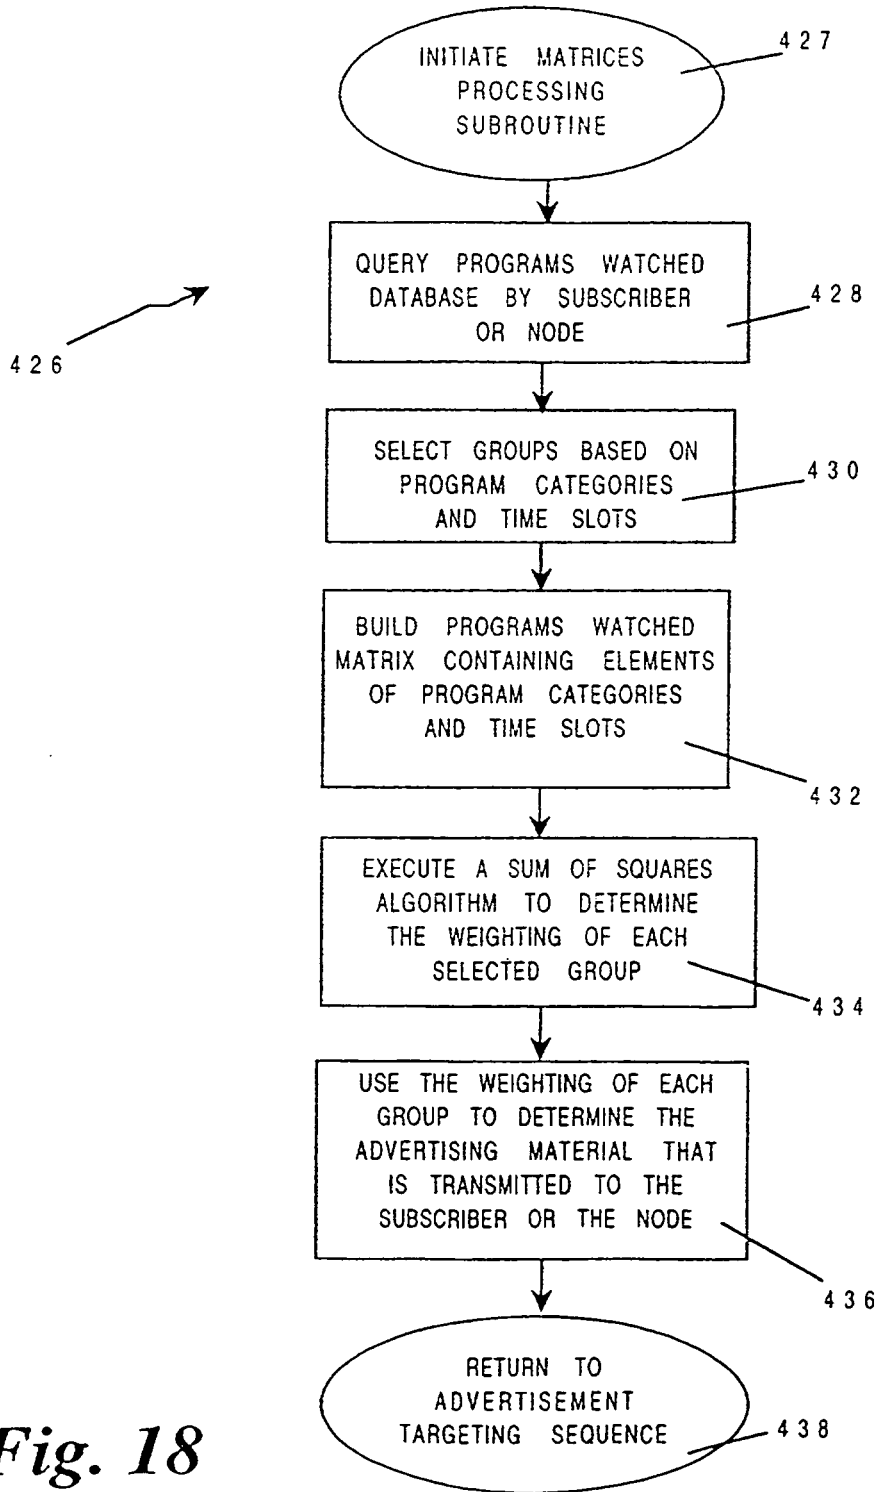 INITIATE MATRICES
PROCESSING
SUBROUTINE
427
QUERY PROGRAMS WATCHED
DATABASE BY SUBSCRIBER
OR NODE
428
426
SELECT GROUPS BASED ON
PROGRAM CATEGORIES
AND TIME SLOTS
430
BUILD PROGRAMS WATCHED
MATRIX CONTAINING ELEMENTS
OF PROGRAM CATEGORIES
AND TIME SLOTS
432
EXECUTE A SUM OF SQUARES
ALGORITHM TO DETERMINE
THE WEIGHTING OF EACH
SELECTED GROUP
434
USE THE WEIGHTING OF EACH
GROUP TO DETERMINE THE
ADVERTISING MATERIAL THAT
IS TRANSMITTED TO THE
SUBSCRIBER OR THE NODE
436
RETURN TO
ADVERTISEMENT
TARGETING SEQUENCE
438
Fig. 18